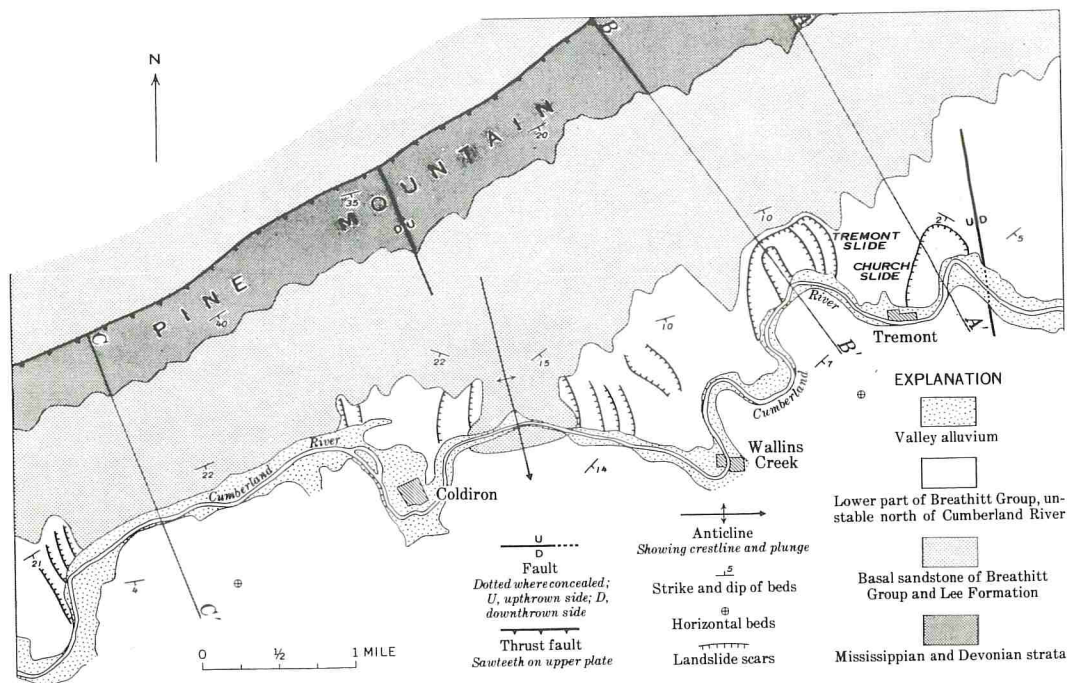 N
PINE MOUNTAIN
B
A
C
35
20
40
D U
10
TREMONT
SLIDE
CHURCH
SLIDE
21
U D
5
River
Tremont
A'
B'
7
Cumberland
10
22
15
Wallins
Creek
14
River
Cumberland
22
Coldiron
21
4
C'
0 ½ 1 MILE
U
D
Fault
Dotted where concealed;
U, upthrown side; D,
downthrown side
Thrust fault
Sawteeth on upper plate
Anticline
Showing crestline and plunge
5
Strike and dip of beds
Horizontal beds
Landslide scars
EXPLANATION
Valley alluvium
Lower part of Breathitt Group, un-
stable north of Cumberland River
Basal sandstone of Breathitt
Group and Lee Formation
Mississippian and Devonian strata